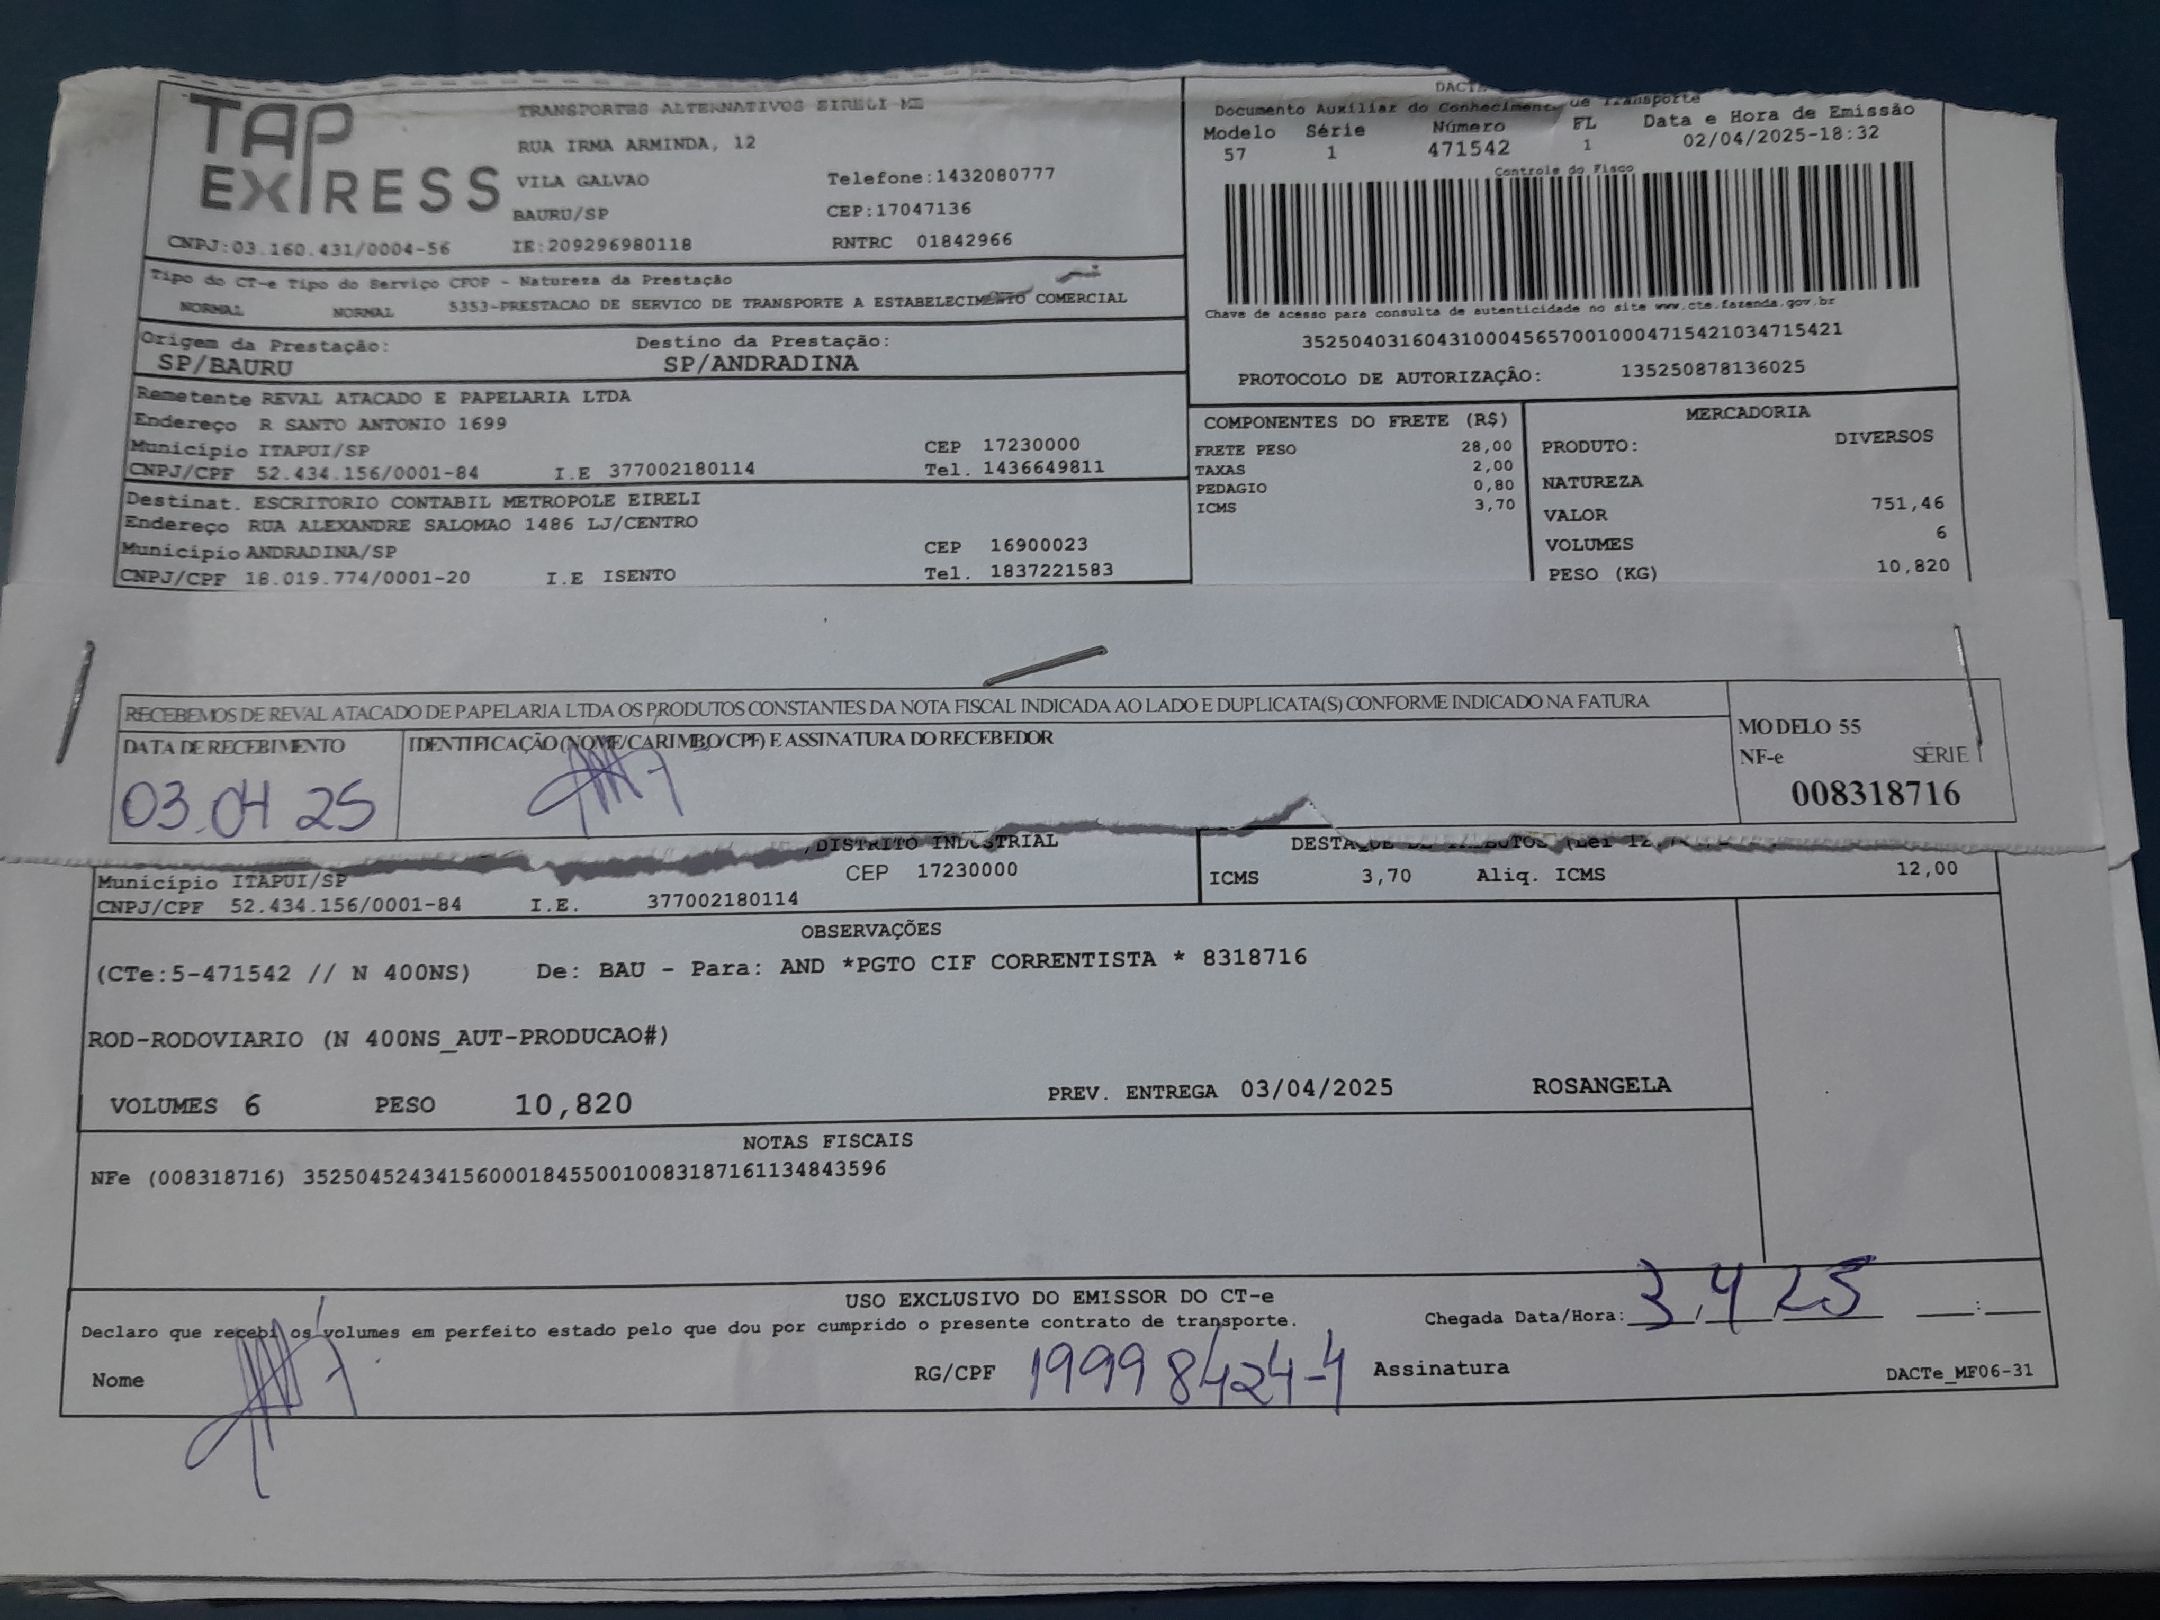 TAP EXPRESS
TRANSPORTES ALTERNATIVOS EIRELI-ME
RUA IRMA ARMINDA, 12
VILA GALVAO Telefone:1432080777
BAURU/SP CEP:17047136
CNPJ:03.160.431/0004-56 IE:209296980118 RNTRC 01842966
DACTE
Documento Auxiliar do Conhecimento de Transporte
Modelo Série Número FL Data e Hora de Emissão
57 1 471542 1 02/04/2025-18:32
Controle do Fisco
Chave de acesso para consulta de autenticidade no site www.cte.fazenda.gov.br
35250403160431000456570010004715421034715421
PROTOCOLO DE AUTORIZAÇÃO: 135250878136025
Tipo do CT-e Tipo do Serviço CFOP - Natureza da Prestação
NORMAL NORMAL 5353-PRESTACAO DE SERVICO DE TRANSPORTE A ESTABELECIMENTO COMERCIAL
Origem da Prestação: Destino da Prestação:
SP/BAURU SP/ANDRADINA
Remetente REVAL ATACADO E PAPELARIA LTDA
Endereço R SANTO ANTONIO 1699
Município ITAPUI/SP CEP 17230000
CNPJ/CPF 52.434.156/0001-84 I.E 377002180114 Tel. 1436649811
Destinat. ESCRITORIO CONTABIL METROPOLE EIRELI
Endereço RUA ALEXANDRE SALOMAO 1486 LJ/CENTRO
Município ANDRADINA/SP CEP 16900023
CNPJ/CPF 18.019.774/0001-20 I.E ISENTO Tel. 1837221583
COMPONENTES DO FRETE (R$)
FRETE PESO 28,00
TAXAS 2,00
PEDAGIO 0,80
ICMS 3,70
MERCADORIA
PRODUTO: DIVERSOS
NATUREZA
VALOR 751,46
VOLUMES 6
PESO (KG) 10,820
RECEBEMOS DE REVAL ATACADO DE PAPELARIA LTDA OS PRODUTOS CONSTANTES DA NOTA FISCAL INDICADA AO LADO E DUPLICATA(S) CONFORME INDICADO NA FATURA
DATA DE RECEBIMENTO IDENTIFICAÇÃO (NOME/CARIMBO/CPF) E ASSINATURA DO RECEBEDOR
03.04 25
MODELO 55
NF-e SÉRIE 1
008318716
,DISTRITO INDUSTRIAL
Município ITAPUI/SP CEP 17230000
CNPJ/CPF 52.434.156/0001-84 I.E. 377002180114
DESTAQUE DE TRIBUTOS (Lei 12,
ICMS 3,70 Aliq. ICMS 12,00
OBSERVAÇÕES
(CTe:5-471542 // N 400NS) De: BAU - Para: AND *PGTO CIF CORRENTISTA * 8318716
ROD-RODOVIARIO (N 400NS_AUT-PRODUCAO#)
VOLUMES 6 PESO 10,820 PREV. ENTREGA 03/04/2025 ROSANGELA
NOTAS FISCAIS
NFe (008318716) 35250452434156000184550010083187161134843596
USO EXCLUSIVO DO EMISSOR DO CT-e
Declaro que recebi os volumes em perfeito estado pelo que dou por cumprido o presente contrato de transporte. Chegada Data/Hora: 3/4/25 __:__
Nome RG/CPF 19998424-4 Assinatura DACTe_MF06-31